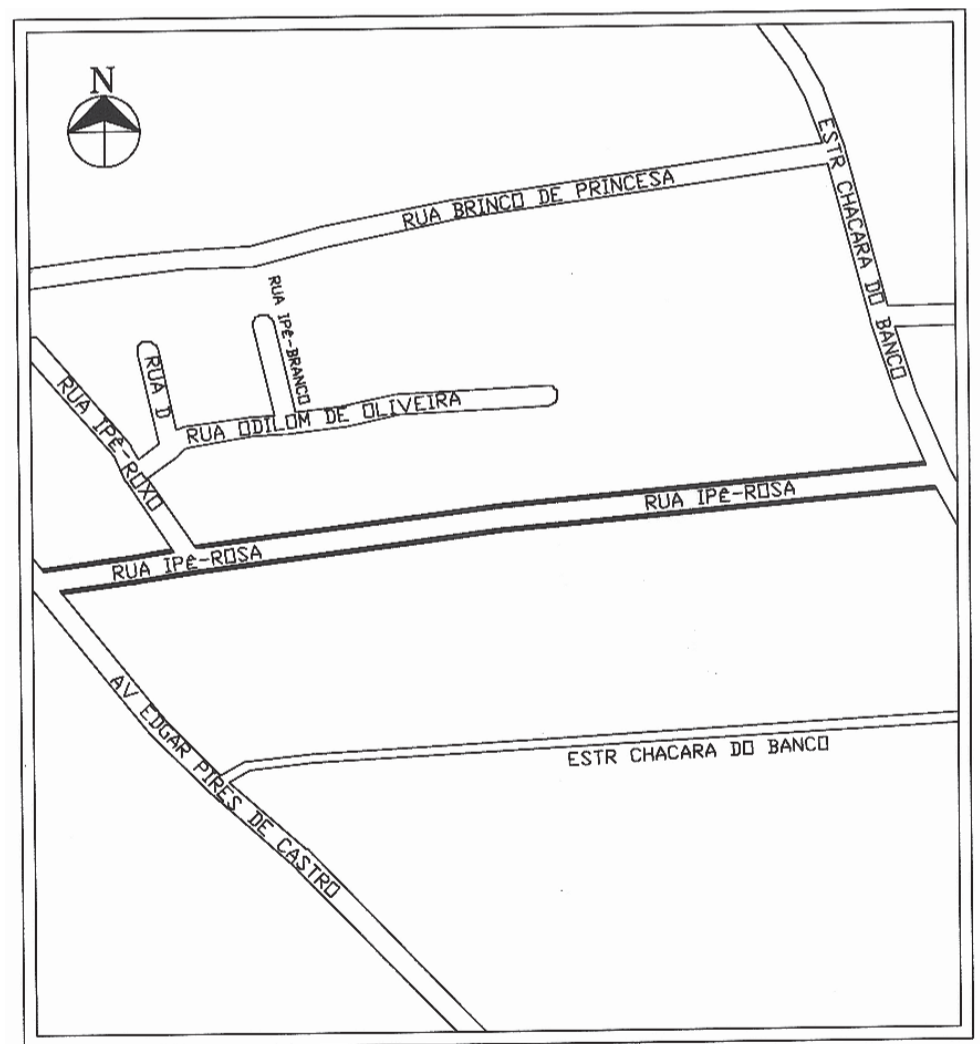 N
RUA BRINCO DE PRINCESA
ESTR CHACARA DO BANCO
RUA IPÊ-BRANCO
RUA D
RUA IPÊ-ROXO
RUA ODILOM DE OLIVEIRA
RUA IPÊ-ROSA
RUA IPÊ-ROSA
AV EDGAR PIRES DE CASTRO
ESTR CHACARA DO BANCO